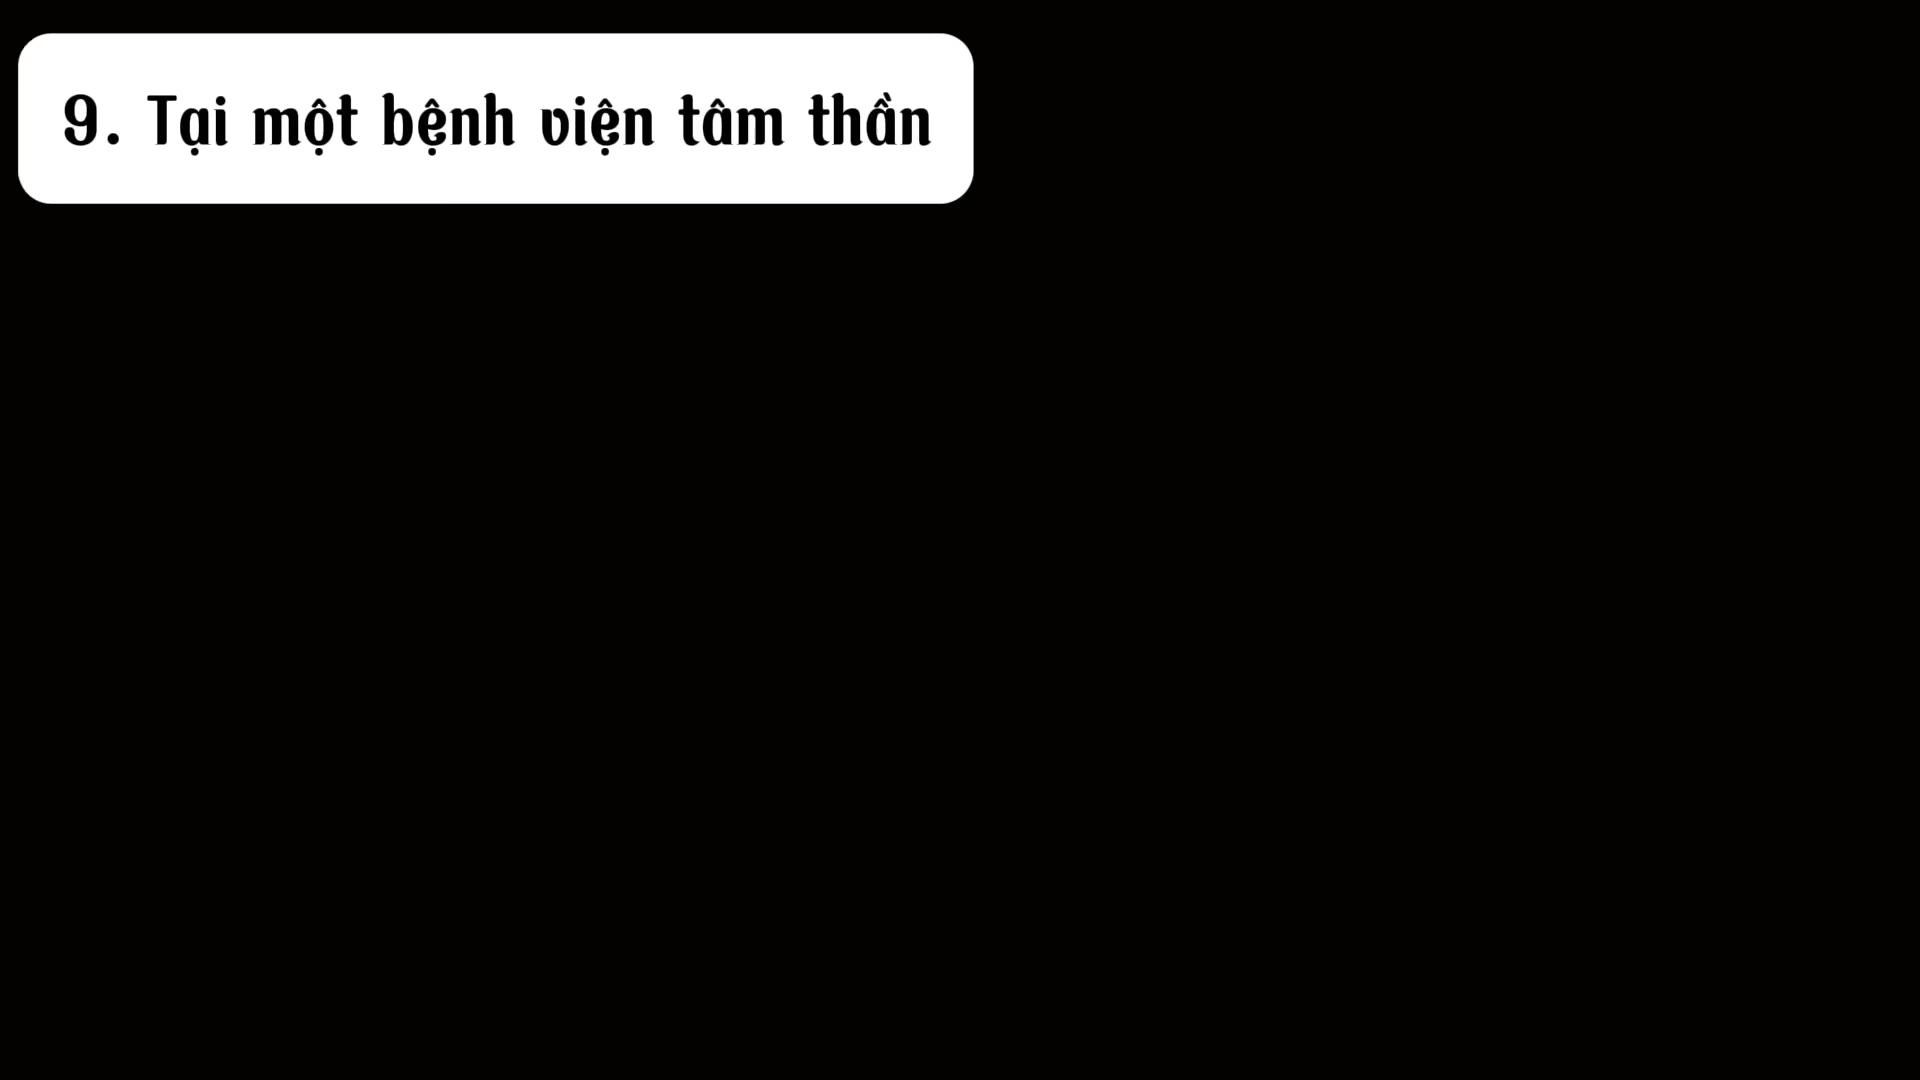 9. Tại một bệnh viện tâm thần